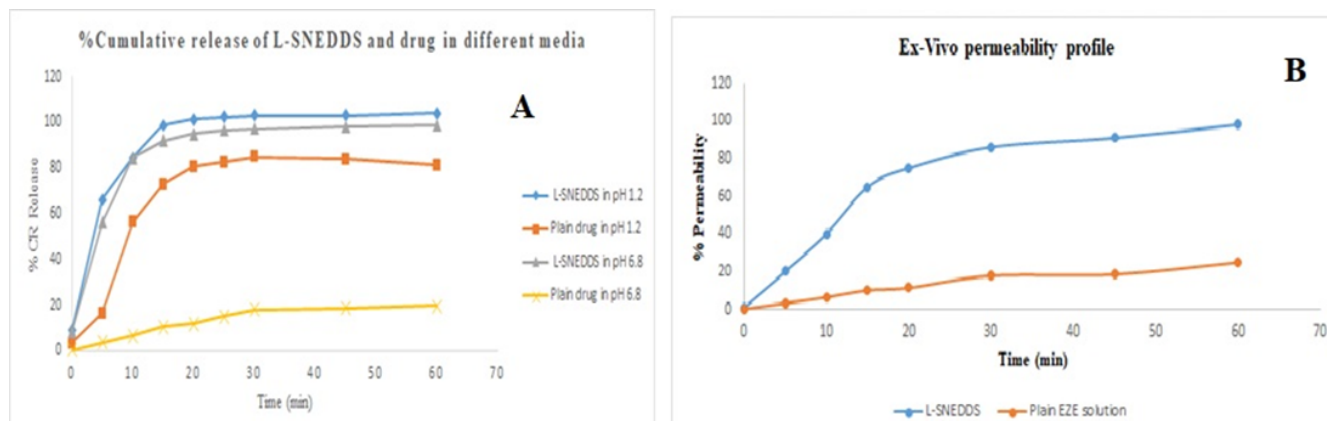 %Cumulative release of L-SNEDDS and drug in different media
A
% CR Release
120
100
80
60
40
20
0
0 10 20 30 40 50 60 70
Time (min)
L-SNEDDS in pH 1.2
Plain drug in pH 1.2
L-SNEDDS in pH 6.8
Plain drug in pH 6.8
Ex-Vivo permeability profile
B
% Permeability
120
100
80
60
40
20
0
0 10 20 30 40 50 60 70
Time (min)
L-SNEDDS Plain EZE solution